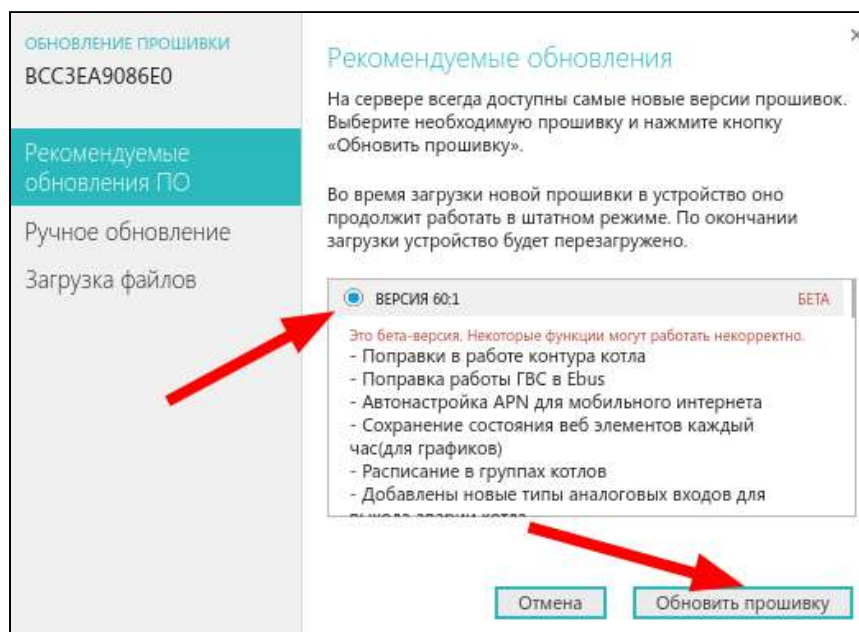 ОБНОВЛЕНИЕ ПРОШИВКИ
BCC3EA9086E0
Рекомендуемые
обновления ПО
Ручное обновление
Загрузка файлов
Рекомендуемые обновления
На сервере всегда доступны самые новые версии прошивок.
Выберите необходимую прошивку и нажмите кнопку
«Обновить прошивку».
Во время загрузки новой прошивки в устройство оно
продолжит работать в штатном режиме. По окончании
загрузки устройство будет перезагружено.
ВЕРСИЯ 60:1 БЕТА
Это бета-версия. Некоторые функции могут работать некорректно.
- Поправки в работе контура котла
- Поправка работы ГВС в Ebus
- Автонастройка APN для мобильного интернета
- Сохранение состояния веб элементов каждый
час(для графиков)
- Расписание в группах котлов
- Добавлены новые типы аналоговых входов для
выхода аварии котла
Отмена Обновить прошивку